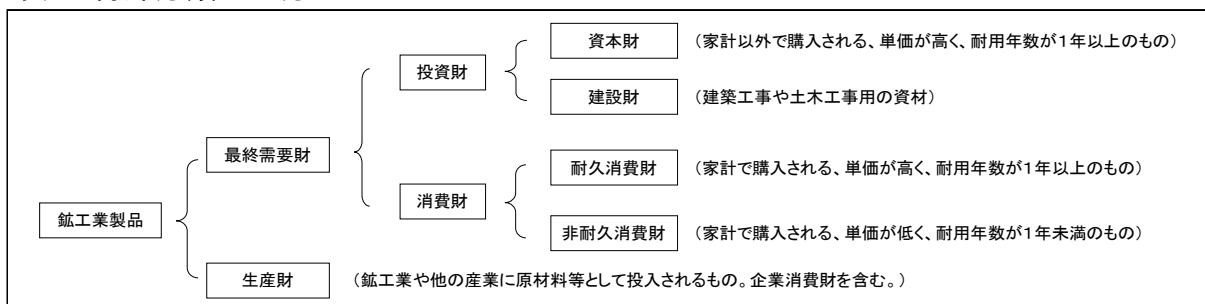 資本財 (家計以外で購入される、単価が高く、耐用年数が1年以上のもの)
投資財
建設財 (建築工事や土木工事用の資材)
最終需要財
耐久消費財 (家計で購入される、単価が高く、耐用年数が1年以上のもの)
消費財
鉱工業製品
非耐久消費財 (家計で購入される、単価が低く、耐用年数が1年未満のもの)
生産財 (鉱工業や他の産業に原材料等として投入されるもの。企業消費財を含む。)